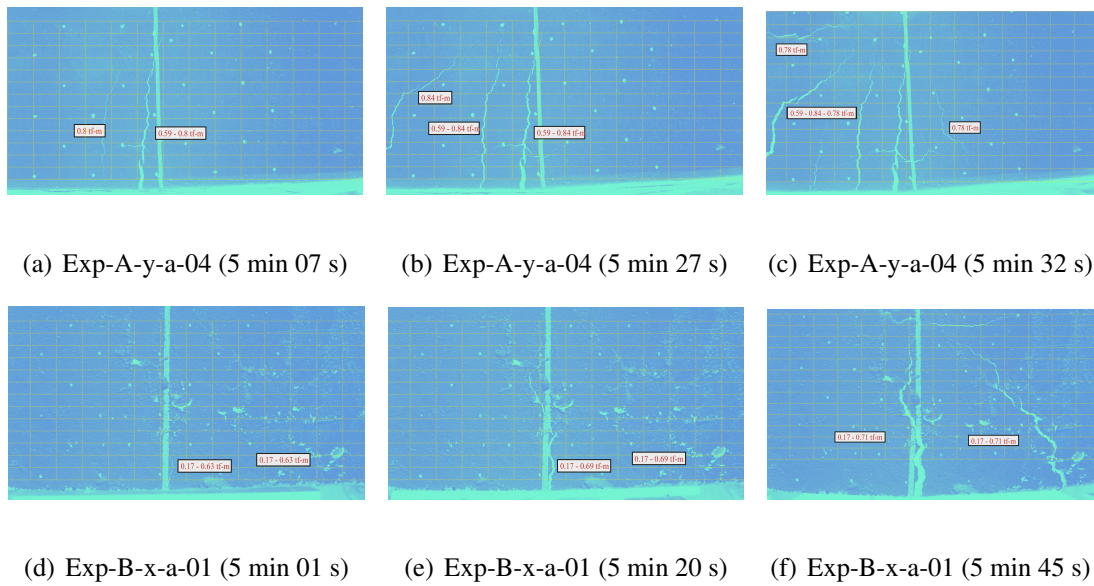 0.8 tf-m
0.59 - 0.8 tf-m
0.84 tf-m
0.59 - 0.84 tf-m
0.59 - 0.84 tf-m
0.78 tf-m
0.59 - 0.84 - 0.78 tf-m
0.78 tf-m
(a) Exp-A-y-a-04 (5 min 07 s)
(b) Exp-A-y-a-04 (5 min 27 s)
(c) Exp-A-y-a-04 (5 min 32 s)
0.17 - 0.63 tf-m
0.17 - 0.63 tf-m
0.17 - 0.69 tf-m
0.17 - 0.69 tf-m
0.17 - 0.71 tf-m
0.17 - 0.71 tf-m
(d) Exp-B-x-a-01 (5 min 01 s)
(e) Exp-B-x-a-01 (5 min 20 s)
(f) Exp-B-x-a-01 (5 min 45 s)